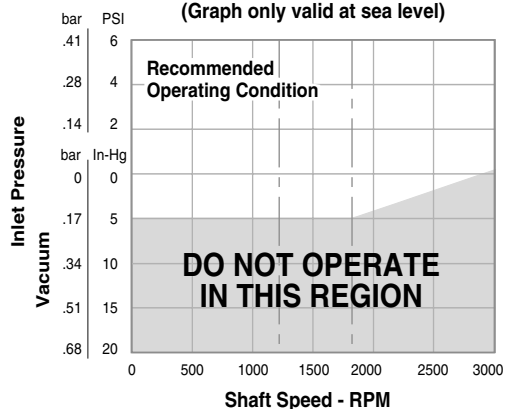 (Graph only valid at sea level)
bar PSI
.41 6
.28 4
.14 2
bar In-Hg
0 0
.17 5
.34 10
.51 15
.68 20
Inlet Pressure
Vacuum
Recommended
Operating Condition
DO NOT OPERATE
IN THIS REGION
0 500 1000 1500 2000 2500 3000
Shaft Speed - RPM